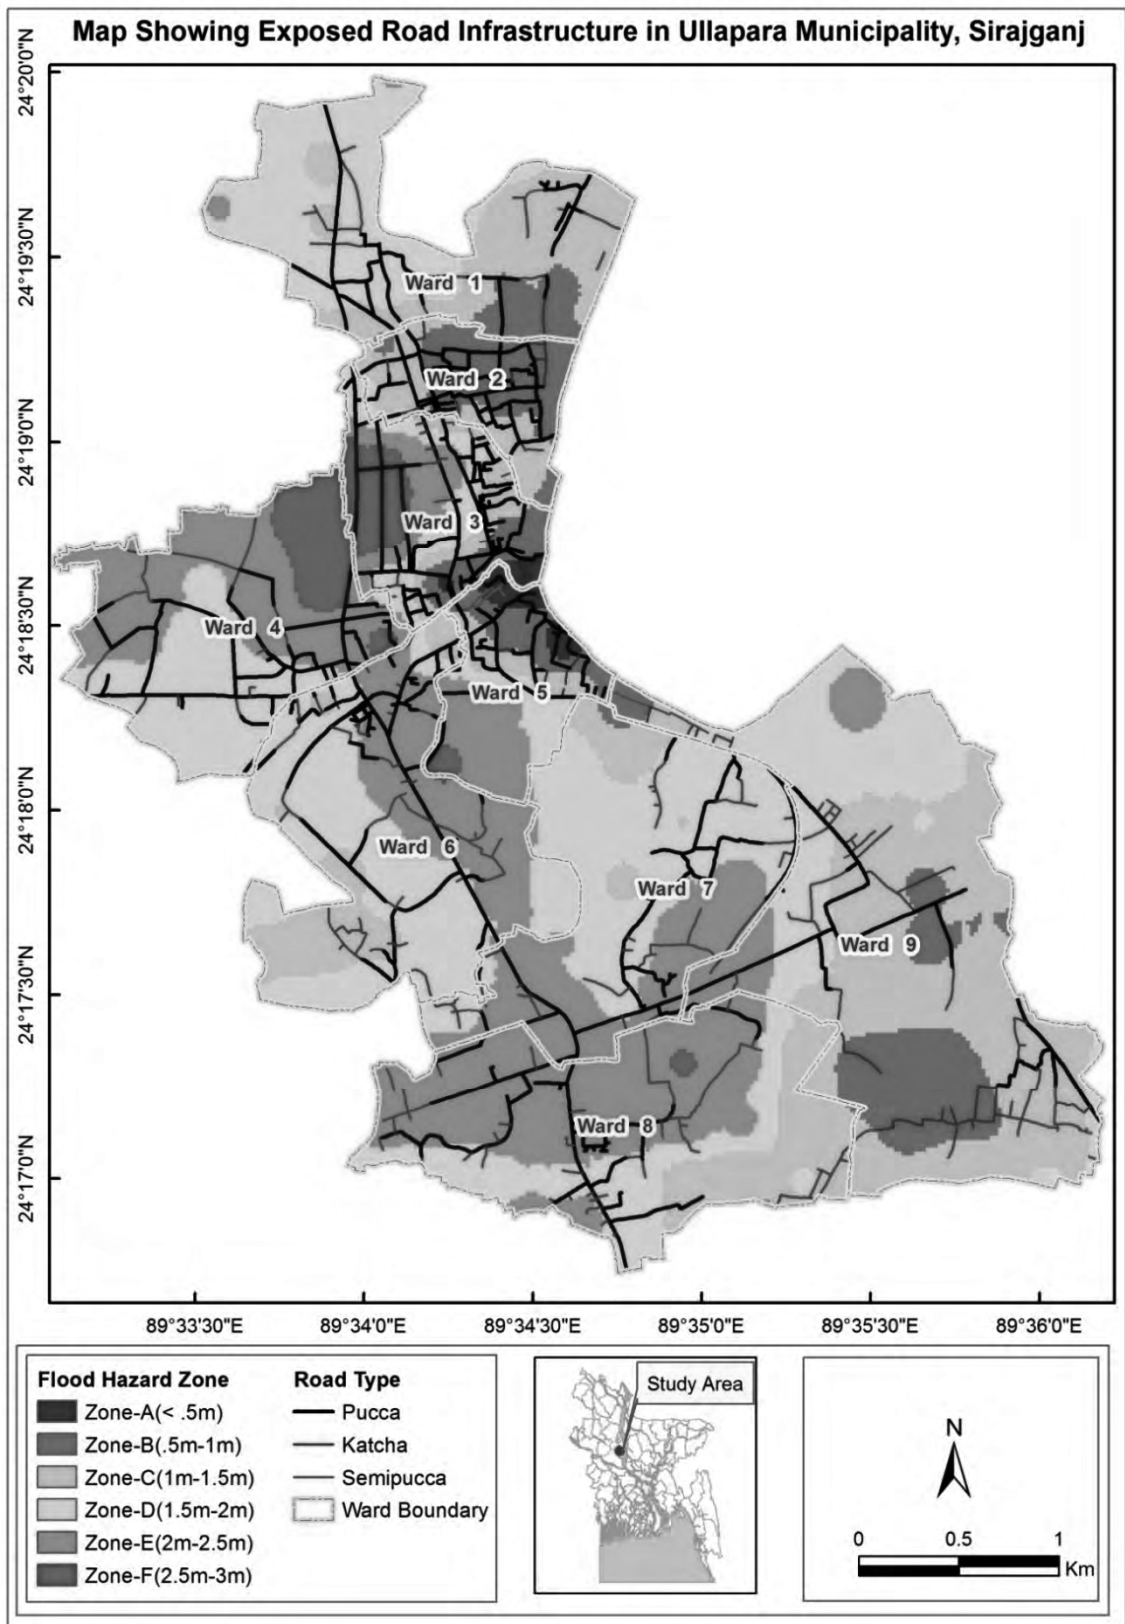 Map Showing Exposed Road Infrastructure in Ullapara Municipality, Sirajganj
24°20'0"N
24°19'30"N
24°19'0"N
24°18'30"N
24°18'0"N
24°17'30"N
24°17'0"N
Ward 1
Ward 2
Ward 3
Ward 4
Ward 5
Ward 6
Ward 7
Ward 9
Ward 8
89°33'30"E 89°34'0"E 89°34'30"E 89°35'0"E 89°35'30"E 89°36'0"E
Flood Hazard Zone
Zone-A(< .5m)
Zone-B(.5m-1m)
Zone-C(1m-1.5m)
Zone-D(1.5m-2m)
Zone-E(2m-2.5m)
Zone-F(2.5m-3m)
Road Type
Pucca
Katcha
Semipucca
Ward Boundary
Study Area
N
0 0.5 1
Km